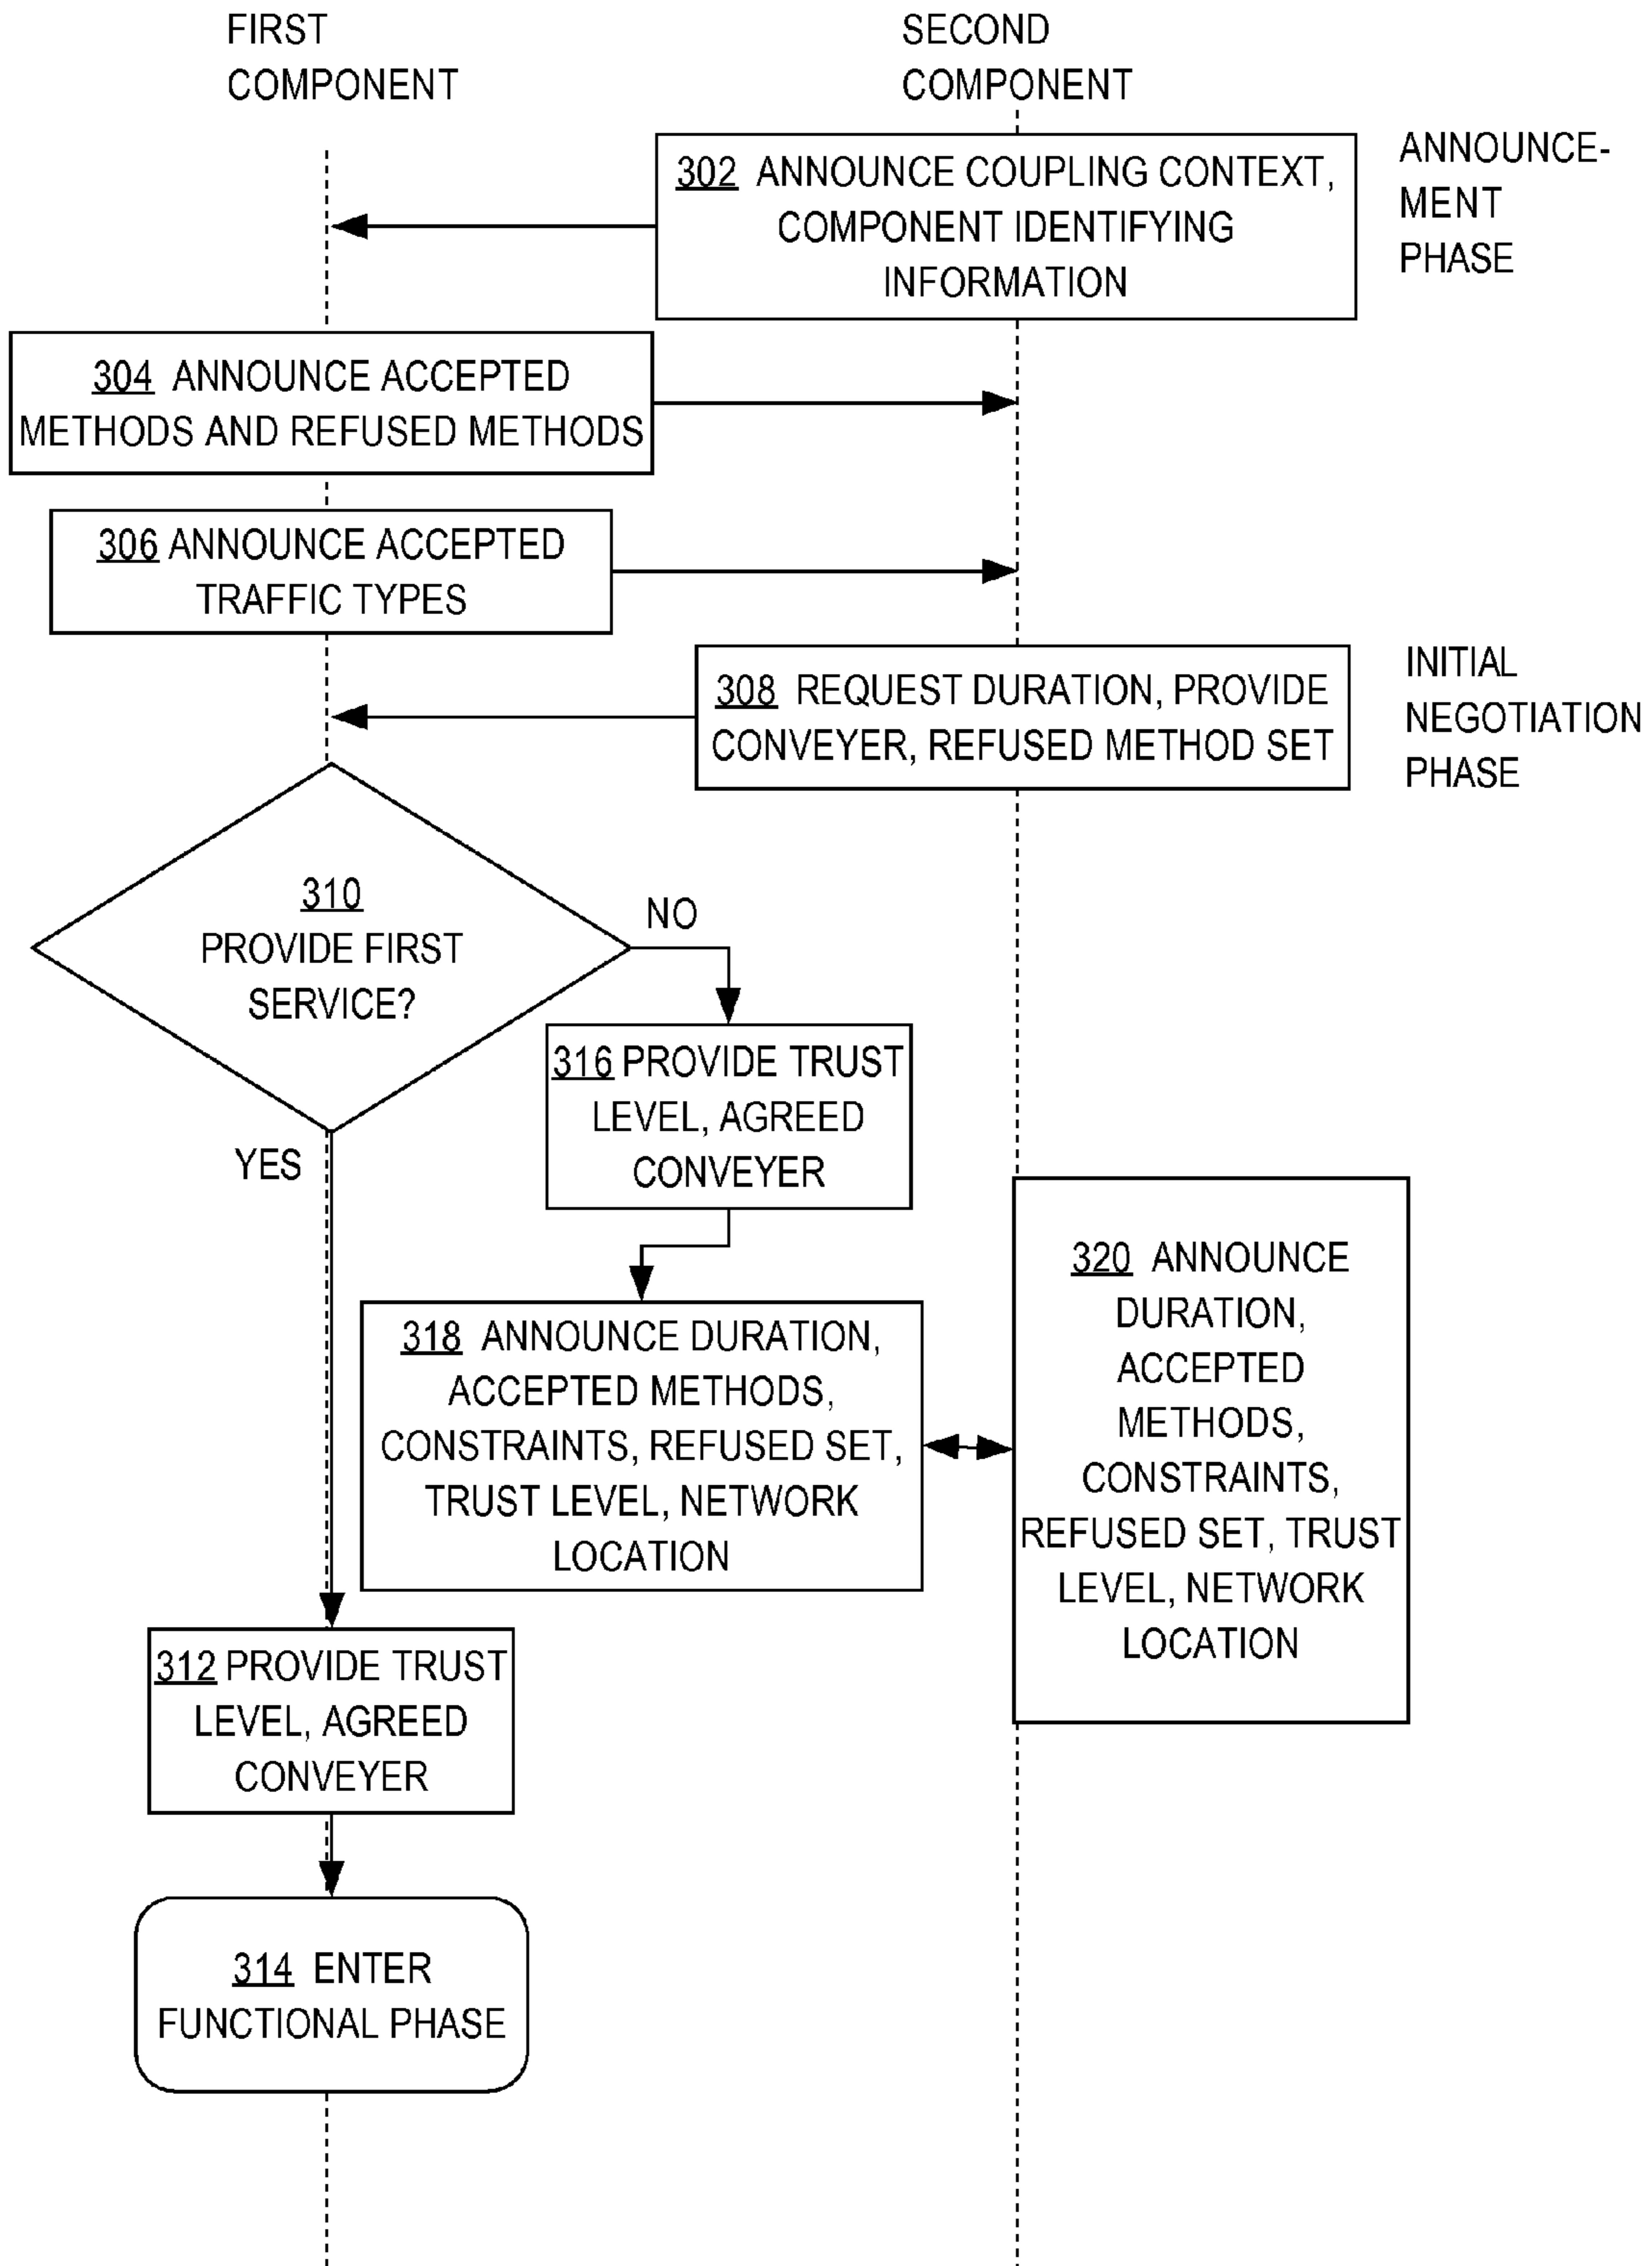 FIRST
COMPONENT
SECOND
COMPONENT
302 ANNOUNCE COUPLING CONTEXT,
COMPONENT IDENTIFYING
INFORMATION
ANNOUNCE-
MENT
PHASE
304 ANNOUNCE ACCEPTED
METHODS AND REFUSED METHODS
306 ANNOUNCE ACCEPTED
TRAFFIC TYPES
308 REQUEST DURATION, PROVIDE
CONVEYER, REFUSED METHOD SET
INITIAL
NEGOTIATION
PHASE
310
PROVIDE FIRST
SERVICE?
NO
YES
316 PROVIDE TRUST
LEVEL, AGREED
CONVEYER
318 ANNOUNCE DURATION,
ACCEPTED METHODS,
CONSTRAINTS, REFUSED SET,
TRUST LEVEL, NETWORK
LOCATION
320 ANNOUNCE
DURATION,
ACCEPTED
METHODS,
CONSTRAINTS,
REFUSED SET, TRUST
LEVEL, NETWORK
LOCATION
312 PROVIDE TRUST
LEVEL, AGREED
CONVEYER
314 ENTER
FUNCTIONAL PHASE